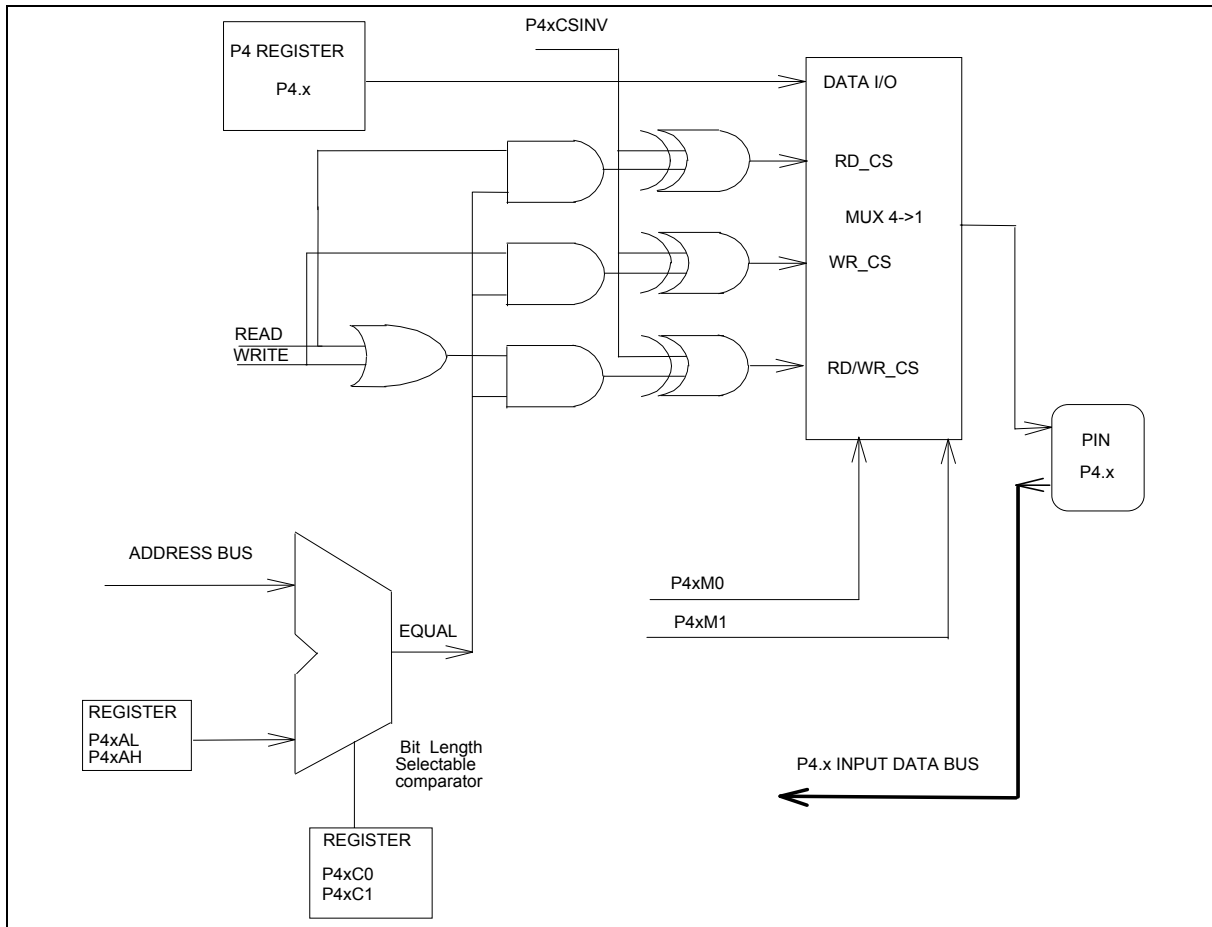 P4xCSINV
P4 REGISTER
P4.x
DATA I/O
RD_CS
MUX 4->1
WR_CS
READ
WRITE
RD/WR_CS
PIN
P4.x
ADDRESS BUS
P4xM0
P4xM1
EQUAL
REGISTER
P4xAL
P4xAH
Bit Length
Selectable
comparator
P4.x INPUT DATA BUS
REGISTER
P4xC0
P4xC1